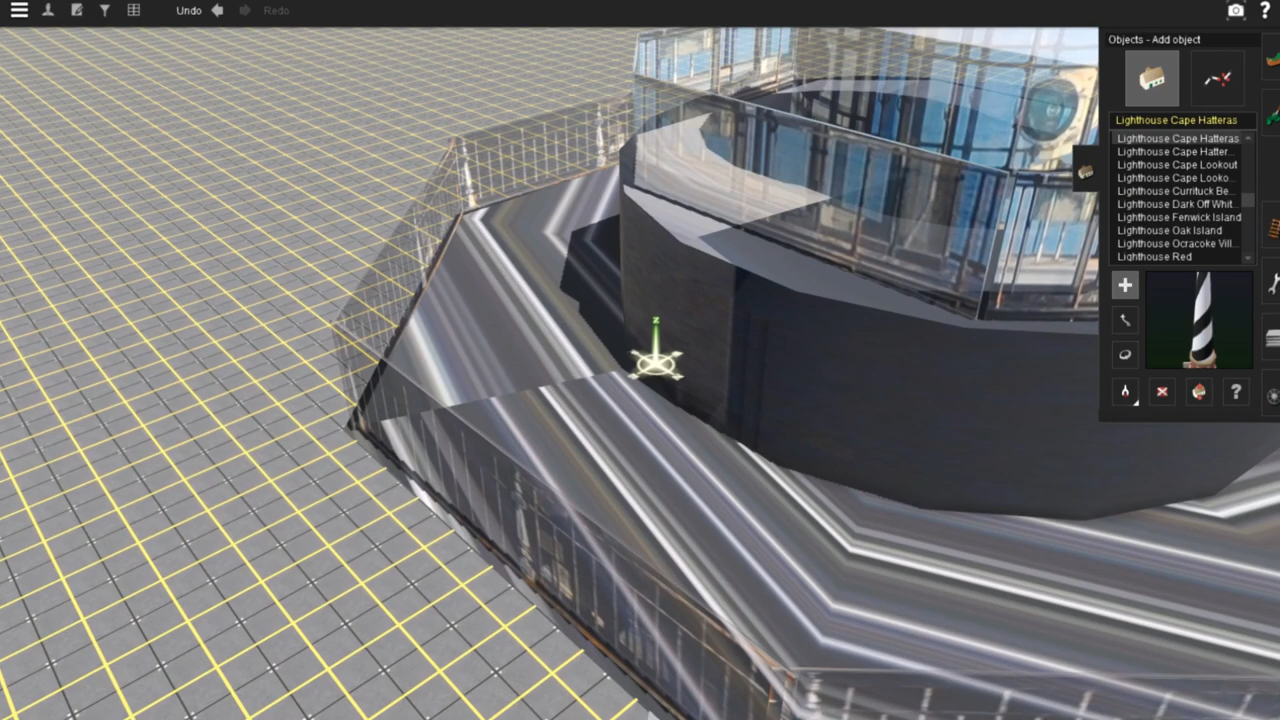 Undo
Redo
?
Objects - Add object
Lighthouse Cape Hatteras
Lighthouse Cape Hatteras
Lighthouse Cape Hatter...
Lighthouse Cape Lookout
Lighthouse Cape Looko...
Lighthouse Currituck Be...
Lighthouse Dark Off Whit...
Lighthouse Fenwick Island
Lighthouse Oak Island
Lighthouse Ocracoke Vill...
Lighthouse Red
?
N